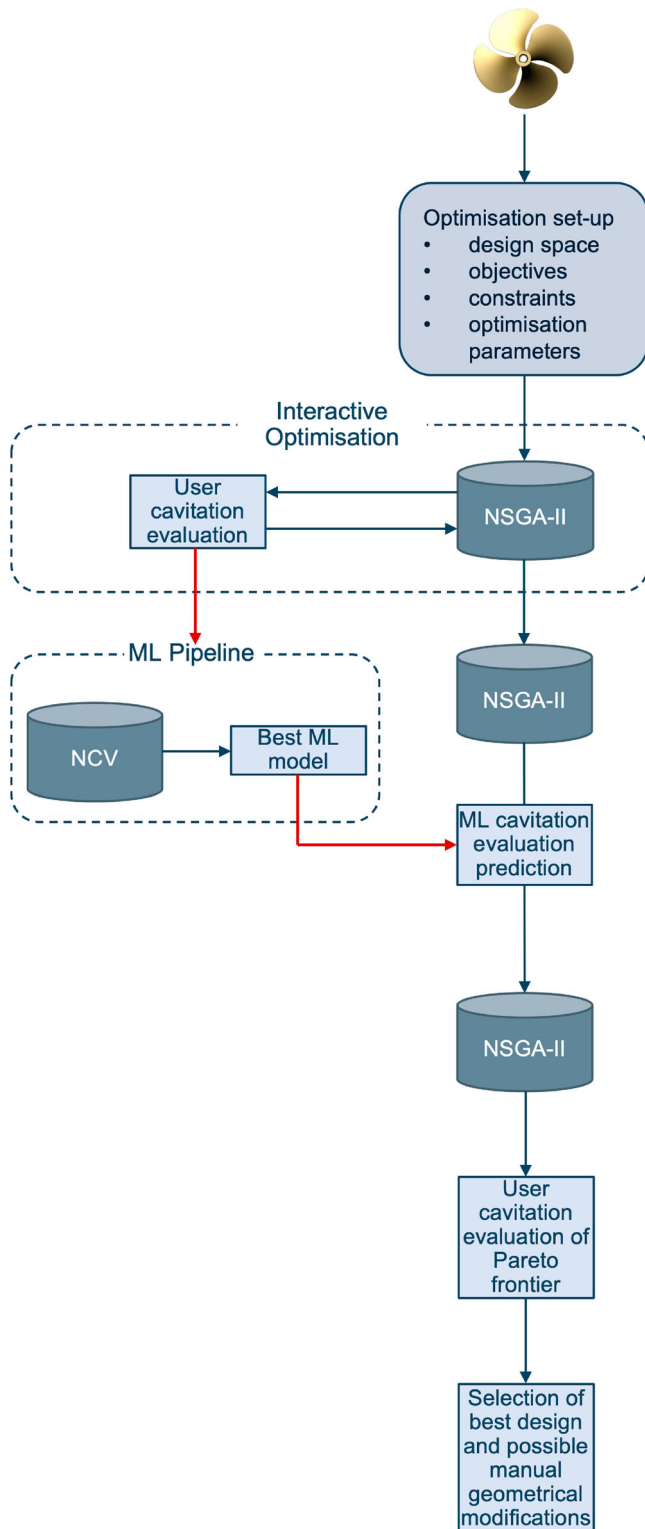 Optimisation set-up
• design space
• objectives
• constraints
• optimisation
parameters
Interactive
Optimisation
User
cavitation
evaluation
NSGA-II
ML Pipeline
NSGA-II
NCV
Best ML
model
ML cavitation
evaluation
prediction
NSGA-II
User
cavitation
evaluation of
Pareto
frontier
Selection of
best design
and possible
manual
geometrical
modifications